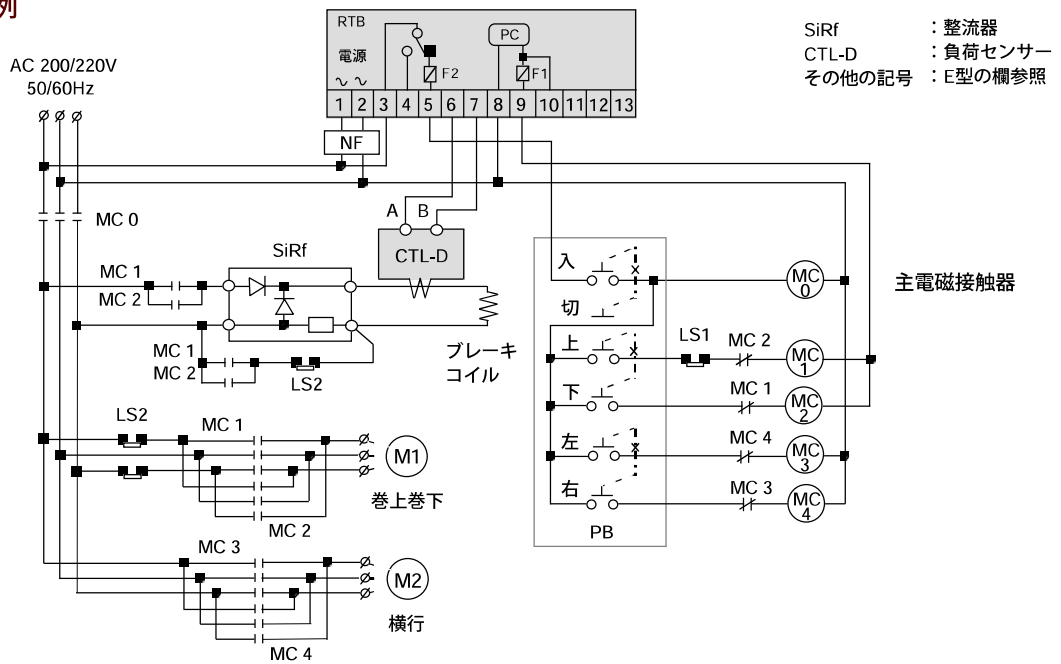 例
RTB
電源
PC
F2
F1
1 2 3 4 5 6 7 8 9 10 11 12 13
SiRf ：整流器
CTL-D ：負荷センサー
その他の記号 ：E型の欄参照
AC 200/220V
50/60Hz
NF
MC 0
A B
CTL-D
SiRf
MC 1
MC 2
MC 1
MC 2
LS2
ブレーキ
コイル
入
切
上
下
左
右
PB
LS1
MC 2
MC 1
MC 4
MC 3
MC
0
MC
1
MC
2
MC
3
MC
4
主電磁接触器
LS2
MC 1
M1
巻上巻下
MC 2
MC 3
M2
横行
MC 4